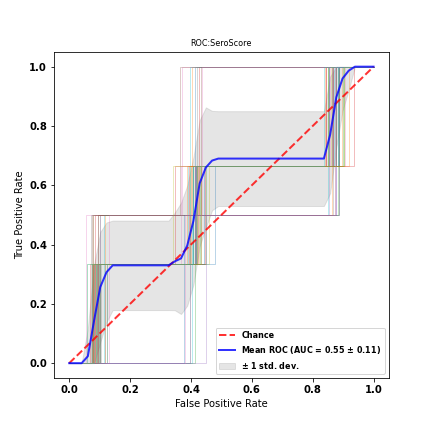 ROC:SeroScore
1.0
0.8
0.6
0.4
0.2
0.0
True Positive Rate
Chance
Mean ROC (AUC = 0.55 ± 0.11)
± 1 std. dev.
0.0 0.2 0.4 0.6 0.8 1.0
False Positive Rate